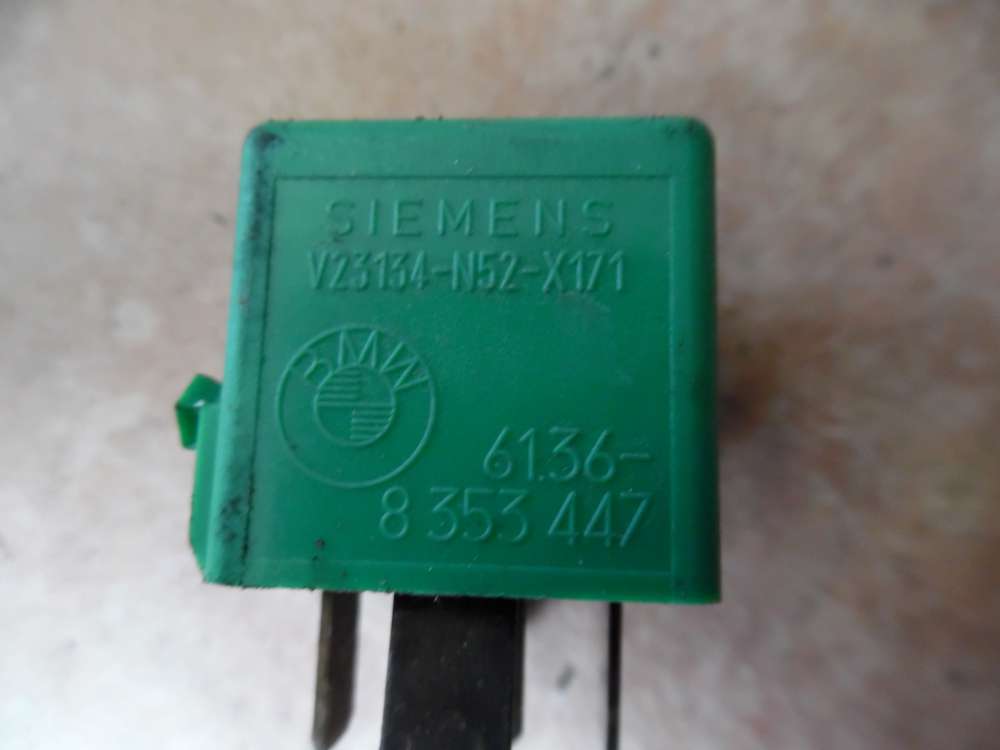 SIEMENS
V23134-N52-X171
BMW
61.36-
8 353 447